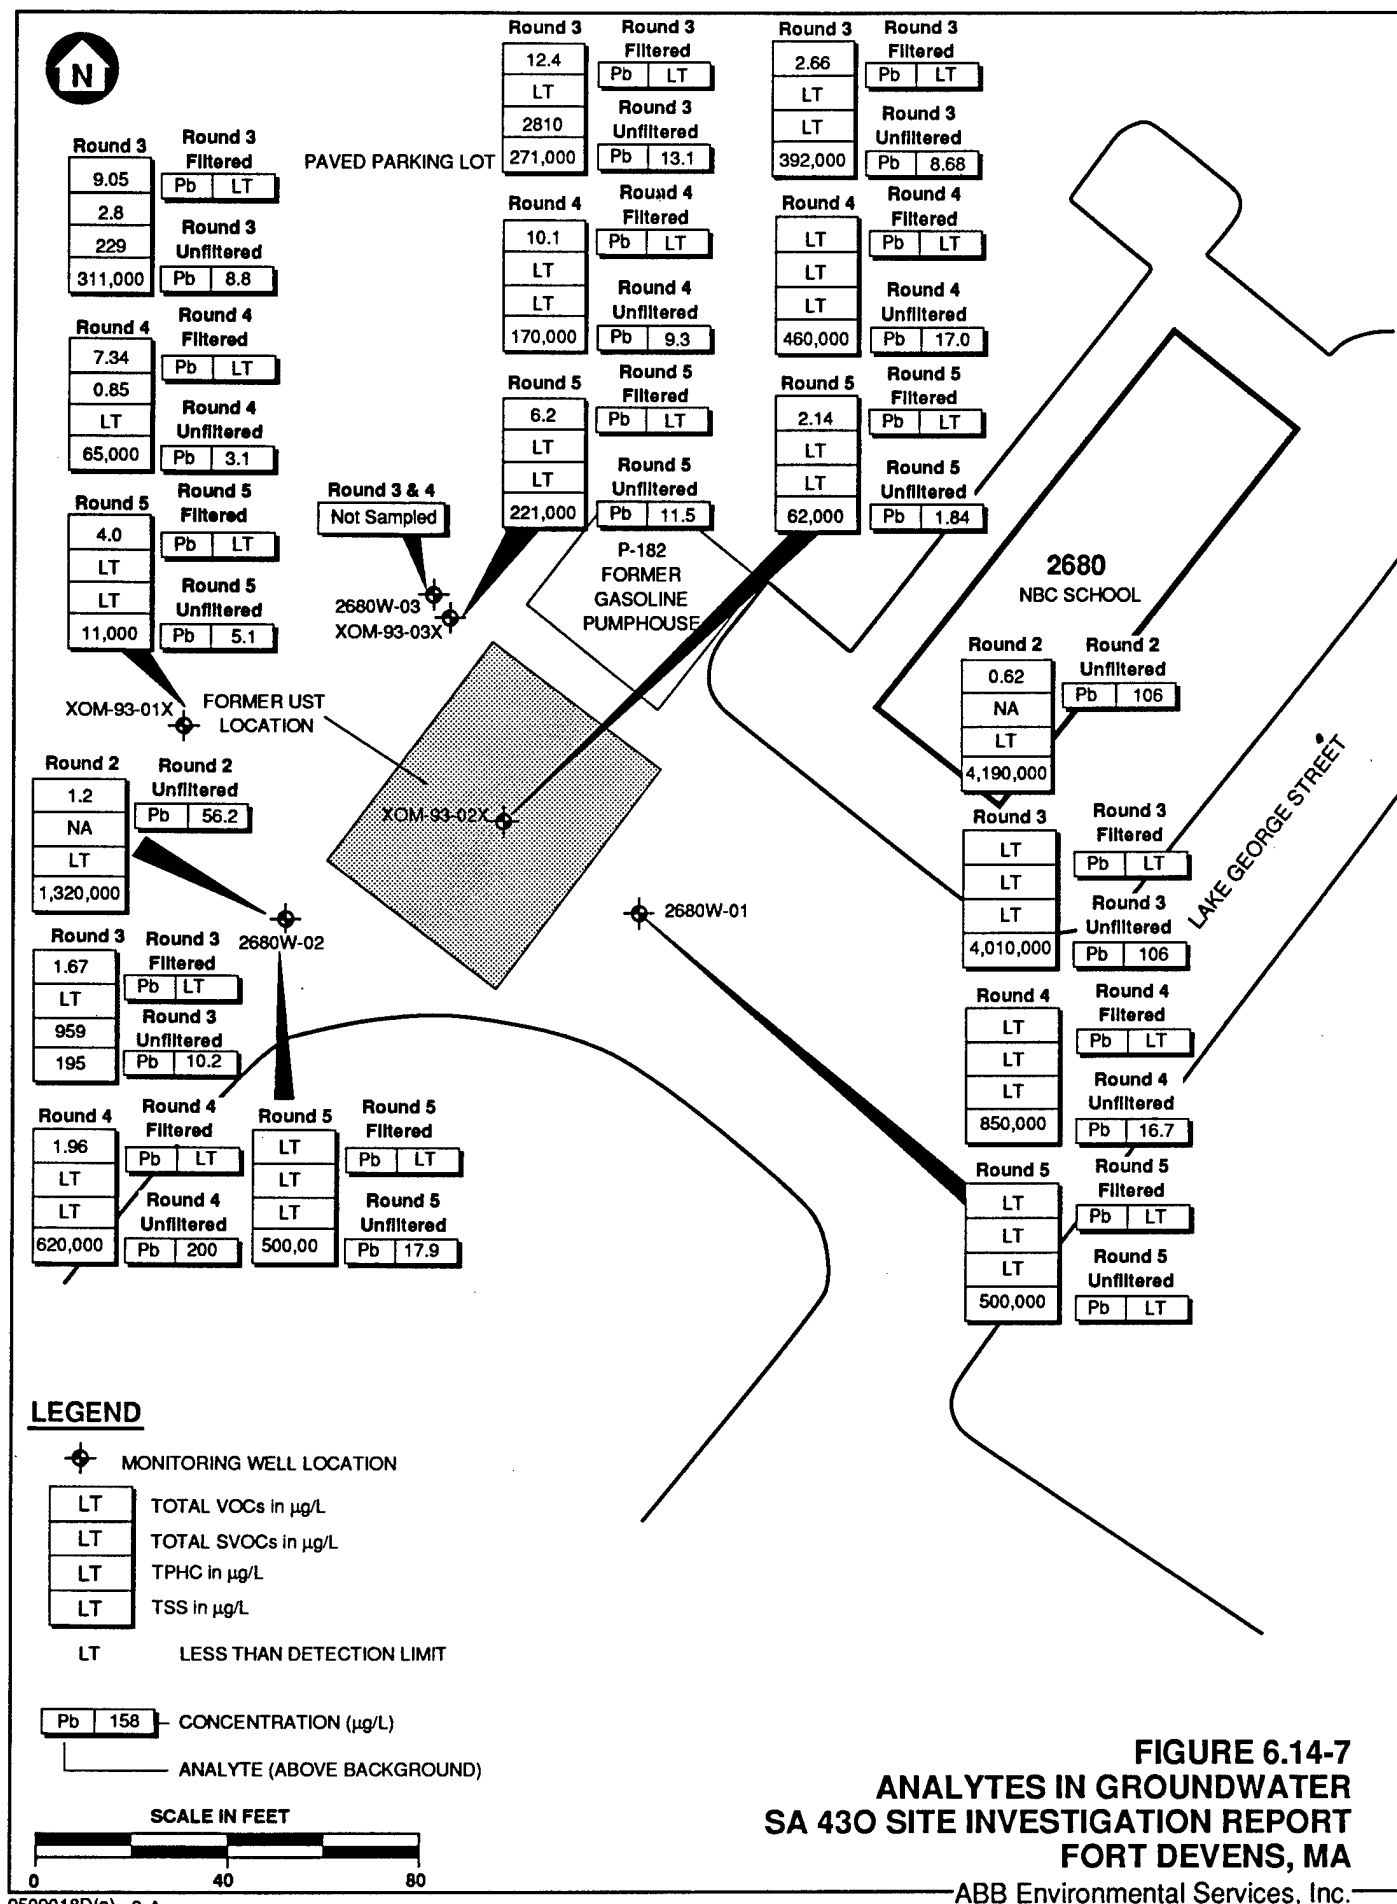 N
Round 3
9.05
2.8
229
311,000
Round 3
Filtered
Pb LT
Round 3
Unfiltered
Pb 8.8
Round 4
7.34
0.85
LT
65,000
Round 4
Filtered
Pb LT
Round 4
Unfiltered
Pb 3.1
Round 5
4.0
LT
LT
11,000
Round 5
Filtered
Pb LT
Round 5
Unfiltered
Pb 5.1
XOM-93-01X
PAVED PARKING LOT
Round 3
12.4
LT
2810
271,000
Round 3
Filtered
Pb LT
Round 3
Unfiltered
Pb 13.1
Round 4
10.1
LT
LT
170,000
Round 4
Filtered
Pb LT
Round 4
Unfiltered
Pb 9.3
Round 5
6.2
LT
LT
221,000
Round 5
Filtered
Pb LT
Round 5
Unfiltered
Pb 11.5
Round 3
2.66
LT
LT
392,000
Round 3
Filtered
Pb LT
Round 3
Unfiltered
Pb 8.68
Round 4
LT
LT
LT
460,000
Round 4
Filtered
Pb LT
Round 4
Unfiltered
Pb 17.0
Round 5
2.14
LT
LT
62,000
Round 5
Filtered
Pb LT
Round 5
Unfiltered
Pb 1.84
Round 3 & 4
Not Sampled
2680W-03
XOM-93-03X
P-182
FORMER
GASOLINE
PUMPHOUSE
FORMER UST
LOCATION
XOM-93-02X
2680
NBC SCHOOL
LAKE GEORGE STREET
Round 2
1.2
NA
LT
1,320,000
Round 2
Unfiltered
Pb 56.2
2680W-02
Round 3
1.67
LT
959
195
Round 3
Filtered
Pb LT
Round 3
Unfiltered
Pb 10.2
Round 4
1.96
LT
LT
620,000
Round 4
Filtered
Pb LT
Round 4
Unfiltered
Pb 200
Round 5
LT
LT
LT
500,00
Round 5
Filtered
Pb LT
Round 5
Unfiltered
Pb 17.9
2680W-01
Round 2
0.62
NA
LT
4,190,000
Round 2
Unfiltered
Pb 106
Round 3
LT
LT
LT
4,010,000
Round 3
Filtered
Pb LT
Round 3
Unfiltered
Pb 106
Round 4
LT
LT
LT
850,000
Round 4
Filtered
Pb LT
Round 4
Unfiltered
Pb 16.7
Round 5
LT
LT
LT
500,000
Round 5
Filtered
Pb LT
Round 5
Unfiltered
Pb LT
LEGEND
MONITORING WELL LOCATION
LT TOTAL VOCs in µg/L
LT TOTAL SVOCs in µg/L
LT TPHC in µg/L
LT TSS in µg/L
LT LESS THAN DETECTION LIMIT
Pb 158 CONCENTRATION (µg/L)
ANALYTE (ABOVE BACKGROUND)
SCALE IN FEET
0 40 80
FIGURE 6.14-7
ANALYTES IN GROUNDWATER
SA 43O SITE INVESTIGATION REPORT
FORT DEVENS, MA
ABB Environmental Services, Inc.